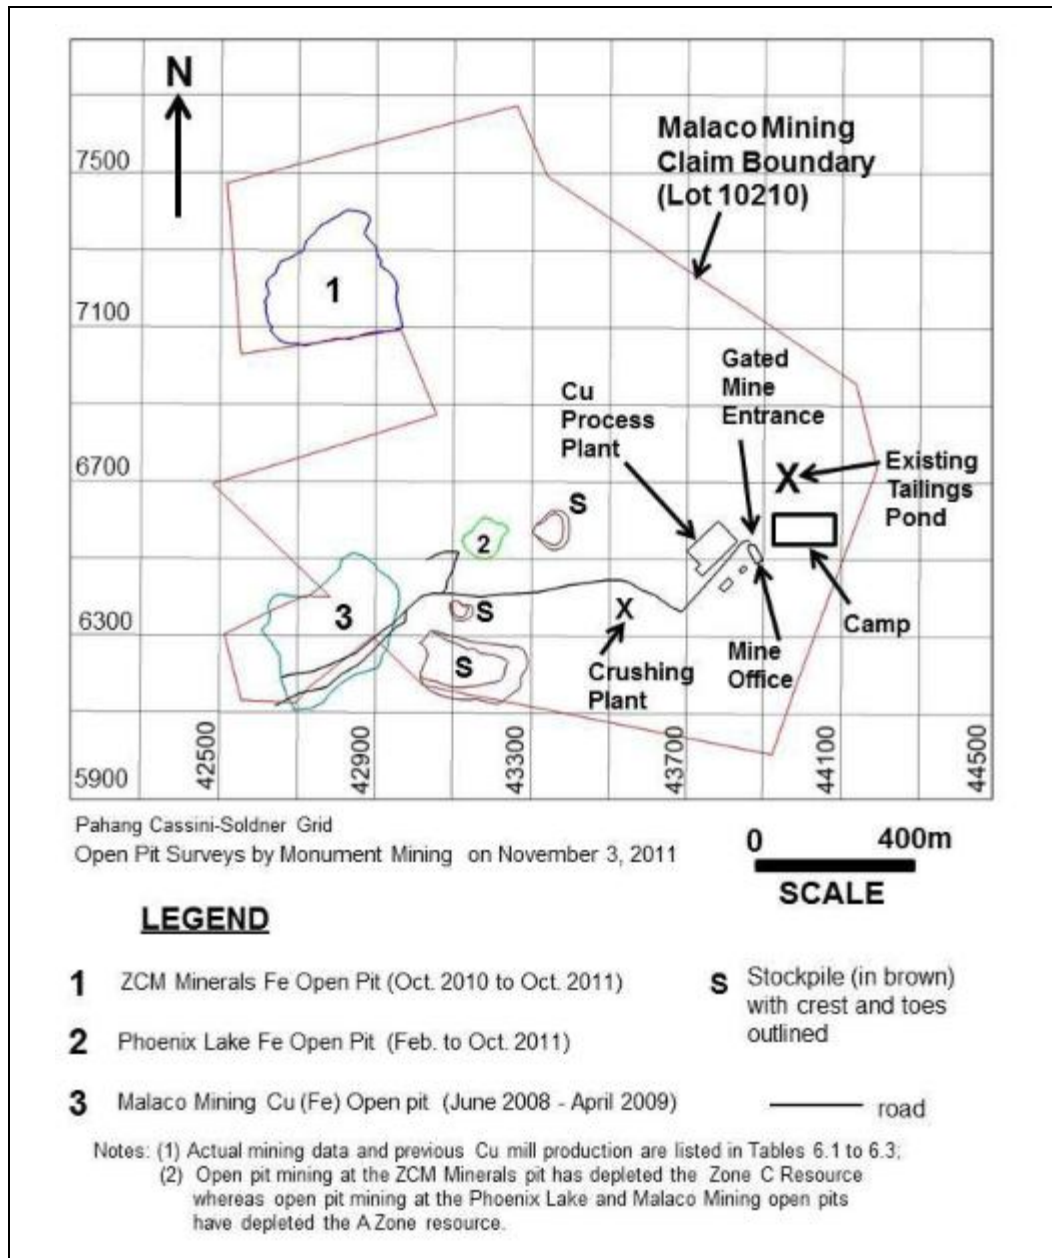 N
Malaco Mining
Claim Boundary
(Lot 10210)
7500
1
7100
Gated
Mine
Entrance
Cu
Process
Plant
6700
X
Existing
Tailings
Pond
S
2
3
S
X
Camp
6300
S
Crushing
Plant
Mine
Office
5900
42500
42900
43300
43700
44100
44500
Pahang Cassini-Soldner Grid
Open Pit Surveys by Monument Mining on November 3, 2011
0 400m
SCALE
LEGEND
1 ZCM Minerals Fe Open Pit (Oct. 2010 to Oct. 2011)
2 Phoenix Lake Fe Open Pit (Feb. to Oct. 2011)
3 Malaco Mining Cu (Fe) Open pit (June 2008 - April 2009)
S Stockpile (in brown)
with crest and toes
outlined
road
Notes: (1) Actual mining data and previous Cu mill production are listed in Tables 6.1 to 6.3;
(2) Open pit mining at the ZCM Minerals pit has depleted the Zone C Resource
whereas open pit mining at the Phoenix Lake and Malaco Mining open pits
have depleted the A Zone resource.